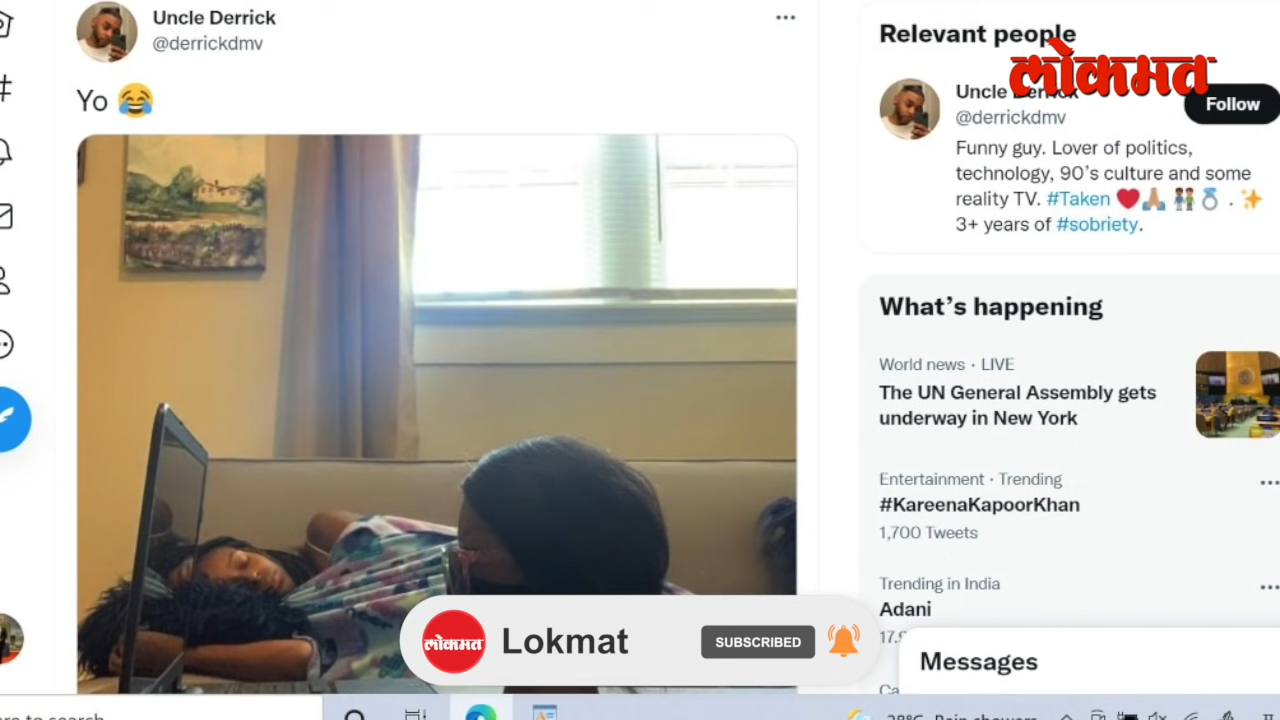 Uncle Derrick
@derrickdmv
Yo 😂
Relevant people
लोकमत
Uncle Derrick
@derrickdmv
Follow
Funny guy. Lover of politics,
technology, 90's culture and some
reality TV. #Taken ❤️🙏🏽 👬🏽 💍 . ✨
3+ years of #sobriety.
What's happening
World news · LIVE
The UN General Assembly gets
underway in New York
Entertainment · Trending
#KareenaKapoorKhan
1,700 Tweets
Trending in India
Adani
Messages
लोकमत
Lokmat
SUBSCRIBED
to search
28°C Rain showers